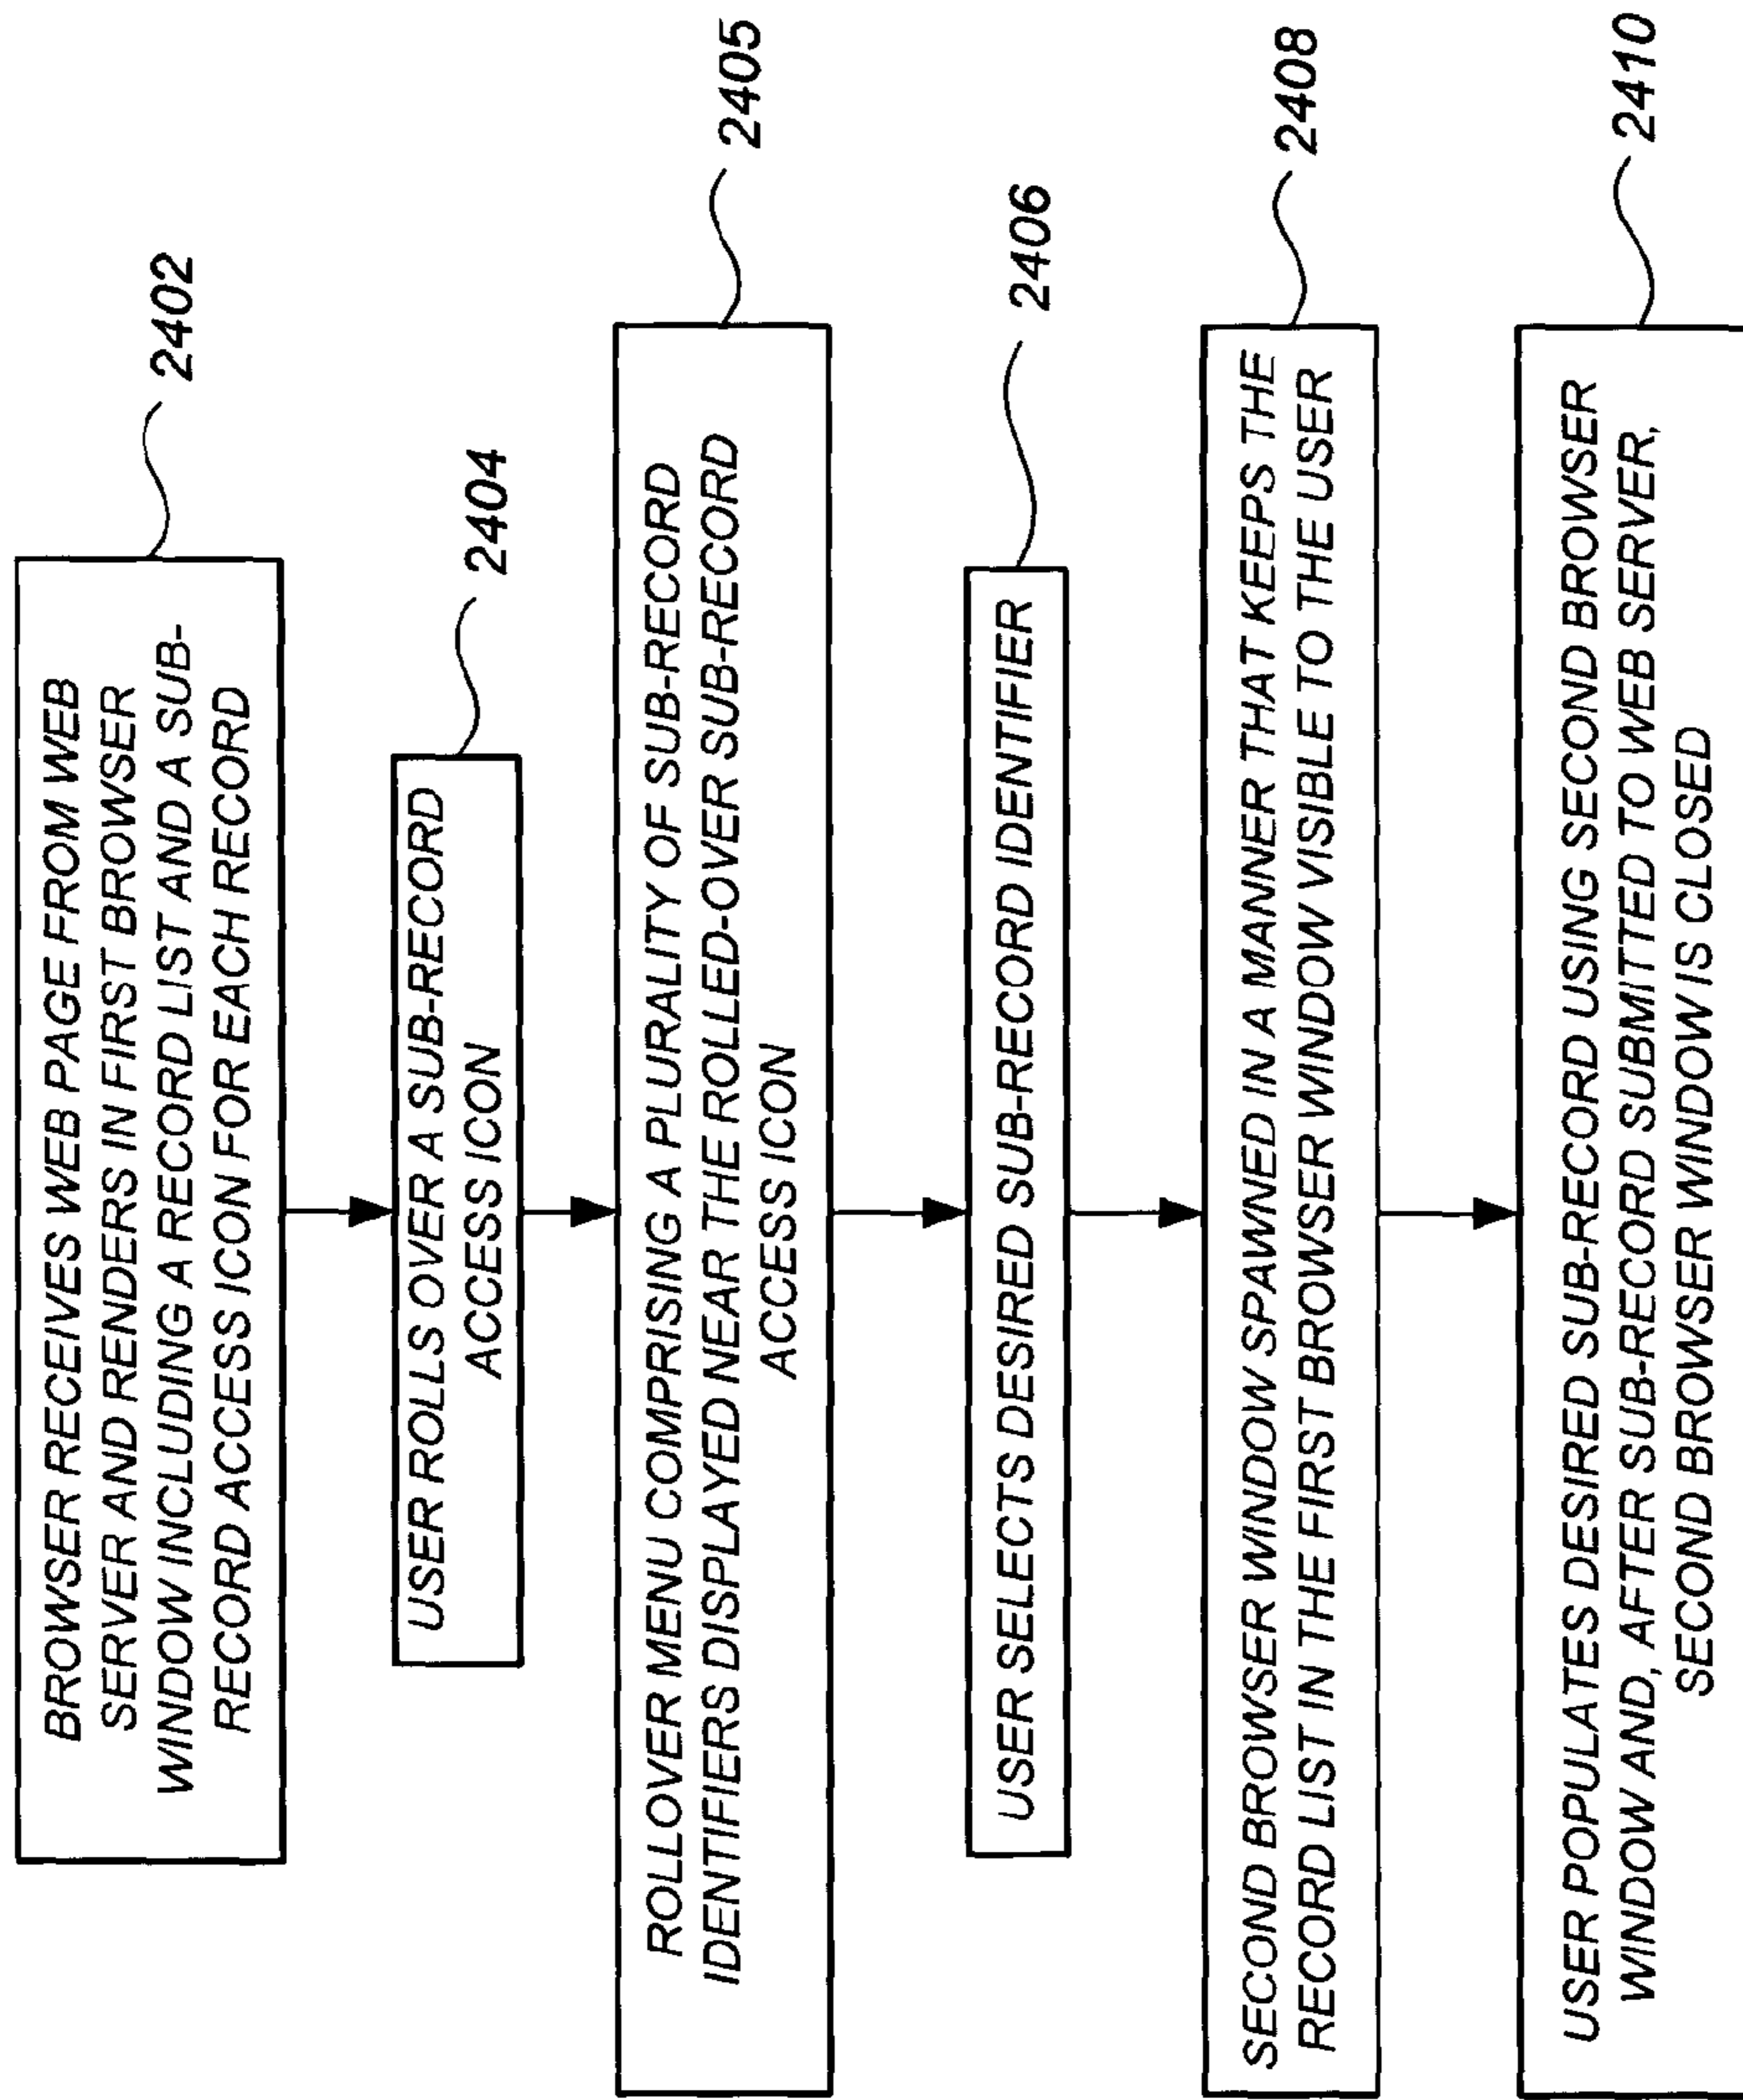 BROWSER RECEIVES WEB PAGE FROM WEB
SERVER AND RENDERS IN FIRST BROWSER
WINDOW INCLUDING A RECORD LIST AND A SUB-
RECORD ACCESS ICON FOR EACH RECORD
2402
USER ROLLS OVER A SUB-RECORD
ACCESS ICON
2404
ROLLOVER MENU COMPRISING A PLURALITY OF SUB-RECORD
IDENTIFIERS DISPLAYED NEAR THE ROLLED-OVER SUB-RECORD
ACCESS ICON
2405
USER SELECTS DESIRED SUB-RECORD IDENTIFIER
2406
SECOND BROWSER WINDOW SPAWNED IN A MANNER THAT KEEPS THE
RECORD LIST IN THE FIRST BROWSER WINDOW VISIBLE TO THE USER
2408
USER POPULATES DESIRED SUB-RECORD USING SECOND BROWSER
WINDOW AND, AFTER SUB-RECORD SUBMITTED TO WEB SERVER,
SECOND BROWSER WINDOW IS CLOSED
2410